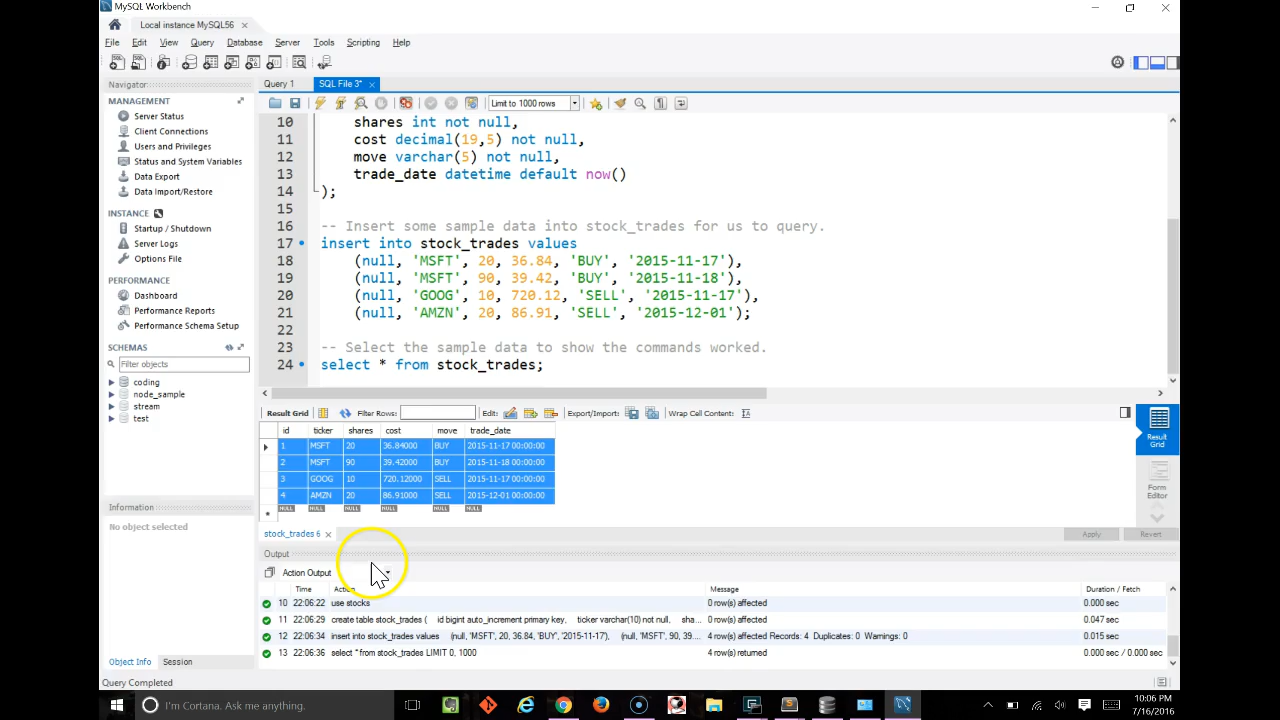 MySQL Workbench
Local instance MySQL56
File Edit View Query Database Server Tools Scripting Help
Navigator
MANAGEMENT
Server Status
Client Connections
Users and Privileges
Status and System Variables
Data Export
Data Import/Restore
INSTANCE
Startup / Shutdown
Server Logs
Options File
PERFORMANCE
Dashboard
Performance Reports
Performance Schema Setup
SCHEMAS
Filter objects
coding
node_sample
stream
test
Information
No object selected
Object Info Session
Query Completed
Query 1 SQL File 3*
Limit to 1000 rows
10 shares int not null,
11 cost decimal(19,5) not null,
12 move varchar(5) not null,
13 trade_date datetime default now()
14 );
15
16 -- Insert some sample data into stock_trades for us to query.
17 insert into stock_trades values
18 (null, 'MSFT', 20, 36.84, 'BUY', '2015-11-17'),
19 (null, 'MSFT', 90, 39.42, 'BUY', '2015-11-18'),
20 (null, 'GOOG', 10, 720.12, 'SELL', '2015-11-17'),
21 (null, 'AMZN', 20, 86.91, 'SELL', '2015-12-01');
22
23 -- Select the sample data to show the commands worked.
24 select * from stock_trades;
Result Grid Filter Rows: Edit: Export/Import: Wrap Cell Content:
id ticker shares cost move trade_date
1 MSFT 20 36.84000 BUY 2015-11-17 00:00:00
2 MSFT 90 39.42000 BUY 2015-11-18 00:00:00
3 GOOG 10 720.12000 SELL 2015-11-17 00:00:00
4 AMZN 20 86.91000 SELL 2015-12-01 00:00:00
NULL NULL NULL NULL NULL NULL
Result Grid
Form Editor
stock_trades 6
Apply Revert
Output
Action Output
Time Action Message Duration / Fetch
10 22:06:22 use stocks 0 row(s) affected 0.000 sec
11 22:06:29 create table stock_trades ( id bigint auto_increment primary key, ticker varchar(10) not null, sha... 0 row(s) affected 0.047 sec
12 22:06:34 insert into stock_trades values (null, 'MSFT', 20, 36.84, 'BUY', '2015-11-17'), (null, 'MSFT', 90, 39.... 4 row(s) affected Records: 4 Duplicates: 0 Warnings: 0 0.015 sec
13 22:06:36 select * from stock_trades LIMIT 0, 1000 4 row(s) returned 0.000 sec / 0.000 sec
I'm Cortana. Ask me anything.
10:06 PM
7/16/2016